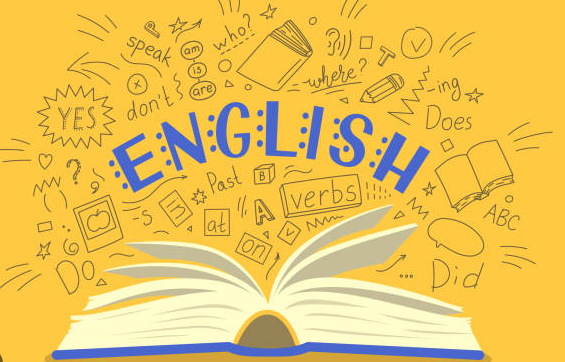 who?
speak
am
is
are
where?
don't
YES
-ing
Does
ENGLISH
Past
B
verbs
-s
at
A
on
ABC
Do
Did